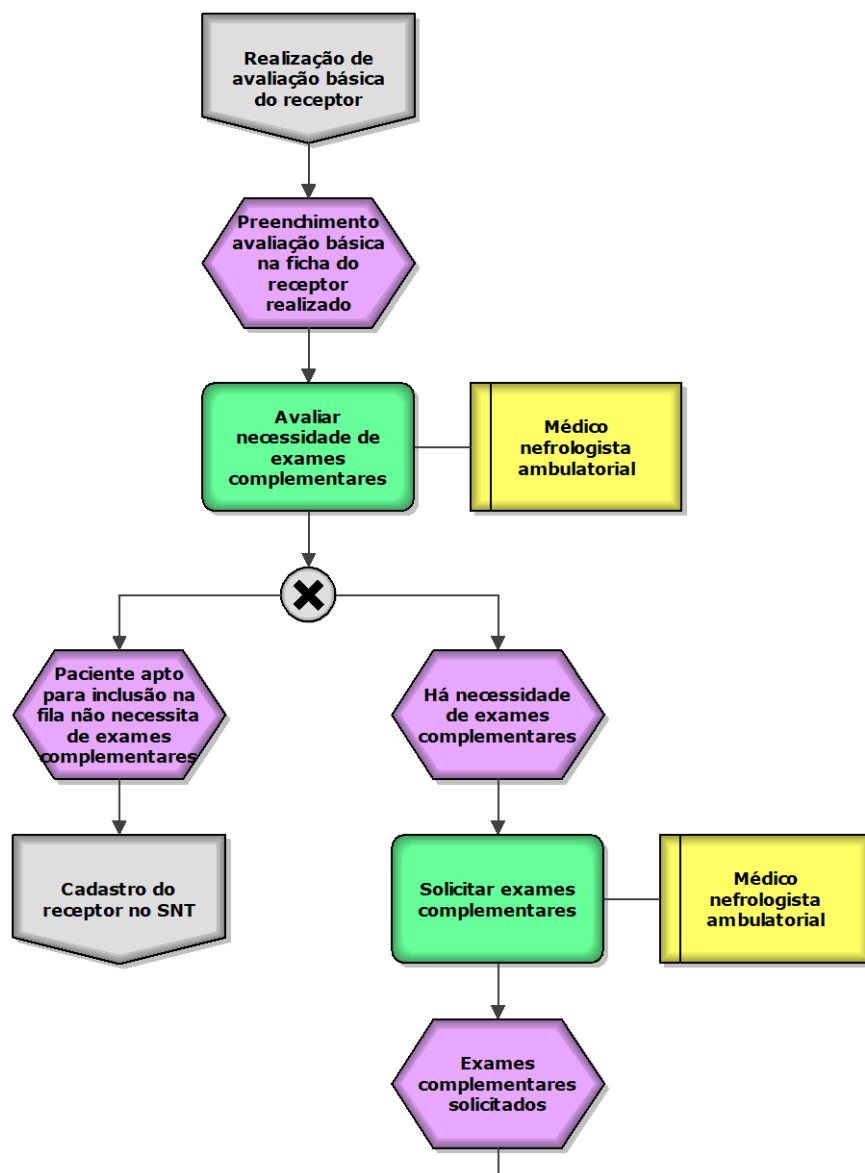 Realização de
avaliação básica
do receptor
Preenchimento
avaliação básica
na ficha do
receptor
realizado
Avaliar
necessidade de
exames
complementares
Médico
nefrologista
ambulatorial
Paciente apto
para inclusão na
fila não necessita
de exames
complementares
Há necessidade
de exames
complementares
Cadastro do
receptor no SNT
Solicitar exames
complementares
Médico
nefrologista
ambulatorial
Exames
complementares
solicitados